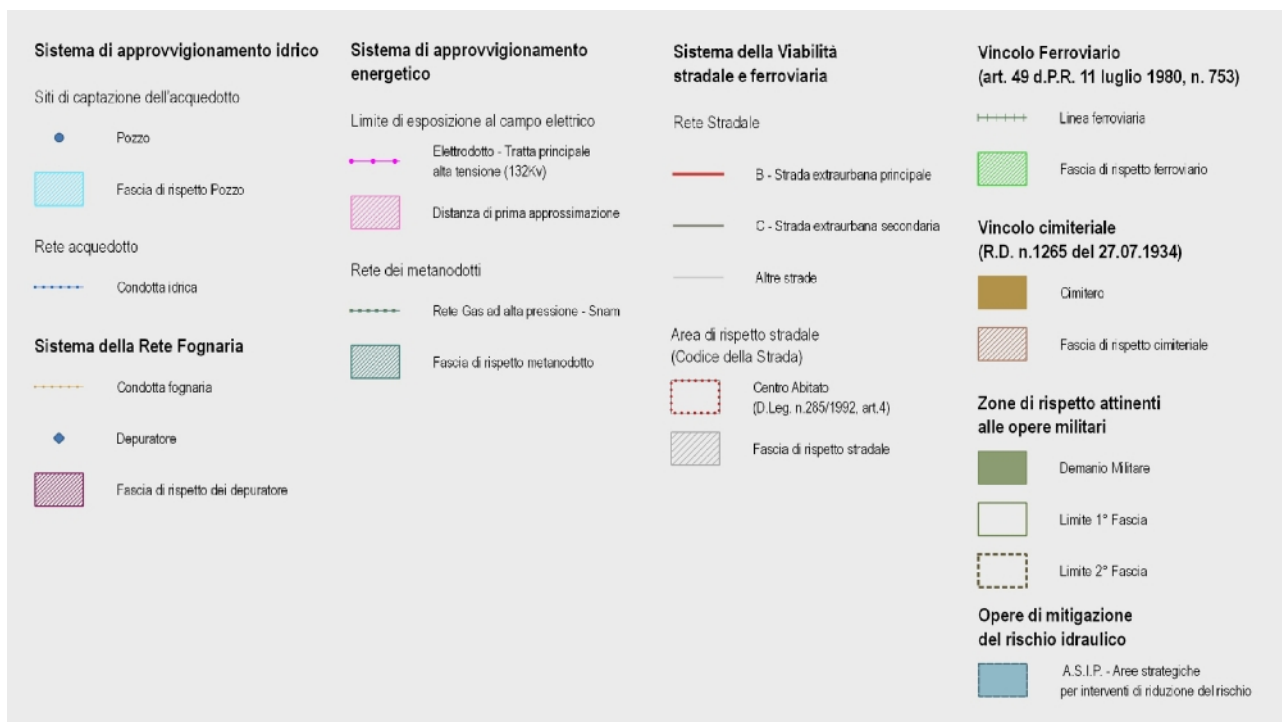 Sistema di approvvigionamento idrico
Siti di captazione dell'acquedotto
Pozzo
Fascia di rispetto Pozzo
Rete acquedotto
Condotta idrica
Sistema della Rete Fognaria
Condotta fognaria
Depuratore
Fascia di rispetto dei depuratore
Sistema di approvvigionamento
energetico
Limite di esposizione al campo elettrico
Elettrodotto - Tratta principale
alta tensione (132Kv)
Distanza di prima approssimazione
Rete dei metanodotti
Rete Gas ad alta pressione - Snam
Fascia di rispetto metanodotto
Sistema della Viabilità
stradale e ferroviaria
Rete Stradale
B - Strada extraurbana principale
C - Strada extraurbana secondaria
Altre strade
Area di rispetto stradale
(Codice della Strada)
Centro Abitato
(D.Leg. n.285/1992, art.4)
Fascia di rispetto stradale
Vincolo Ferroviario
(art. 49 d.P.R. 11 luglio 1980, n. 753)
Linea ferroviaria
Fascia di rispetto ferroviario
Vincolo cimiteriale
(R.D. n.1265 del 27.07.1934)
Cimitero
Fascia di rispetto cimiteriale
Zone di rispetto attinenti
alle opere militari
Demanio Militare
Limite 1° Fascia
Limite 2° Fascia
Opere di mitigazione
del rischio idraulico
A.S.I.P. - Aree strategiche
per interventi di riduzione del rischio